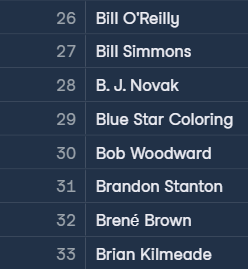 26 Bill O'Reilly
27 Bill Simmons
28 B. J. Novak
29 Blue Star Coloring
30 Bob Woodward
31 Brandon Stanton
32 Brené Brown
33 Brian Kilmeade